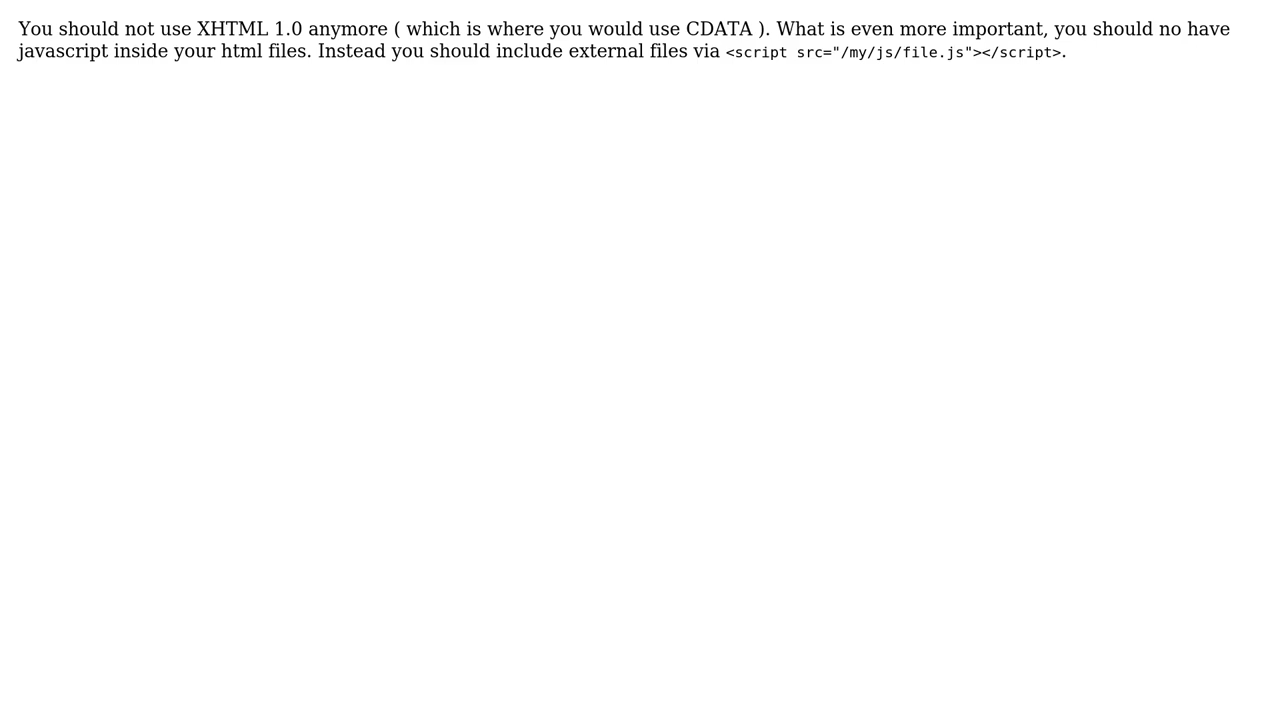 You should not use XHTML 1.0 anymore ( which is where you would use CDATA ). What is even more important, you should no have
javascript inside your html files. Instead you should include external files via <script src="/my/js/file.js"></script>.